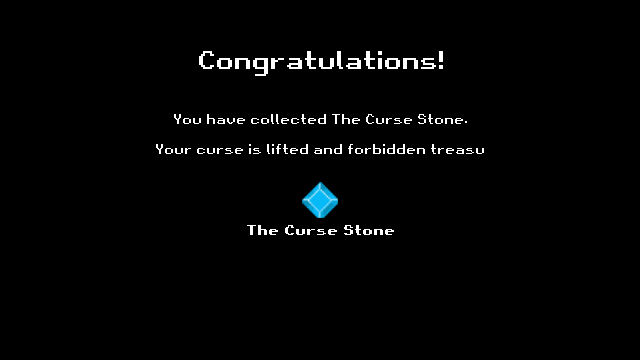 Congratulations!
You have collected The Curse Stone.
Your curse is lifted and forbidden treasu
The Curse Stone